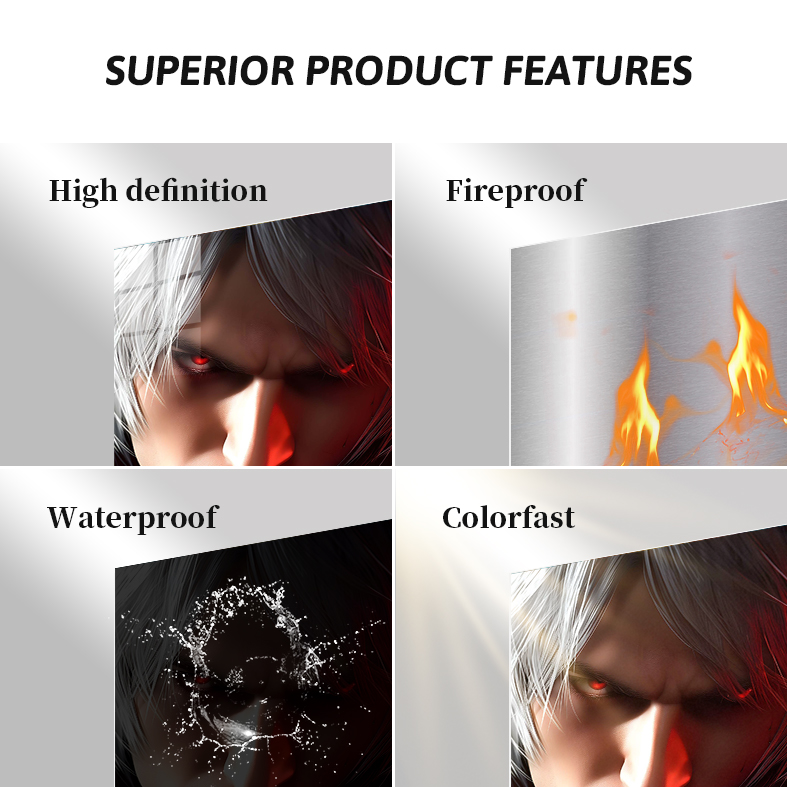 SUPERIOR PRODUCT FEATURES
High definition
Fireproof
Waterproof
Colorfast